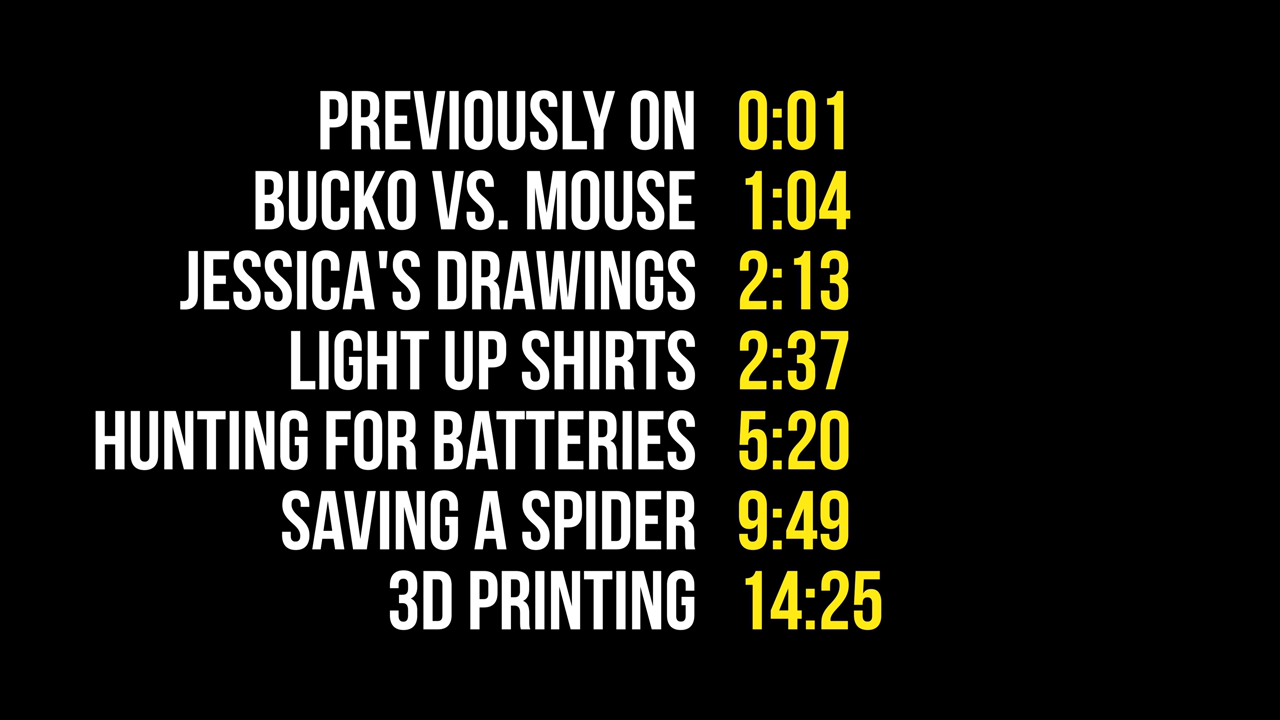 PREVIOUSLY ON 0:01
BUCKO VS. MOUSE 1:04
JESSICA'S DRAWINGS 2:13
LIGHT UP SHIRTS 2:37
HUNTING FOR BATTERIES 5:20
SAVING A SPIDER 9:49
3D PRINTING 14:25